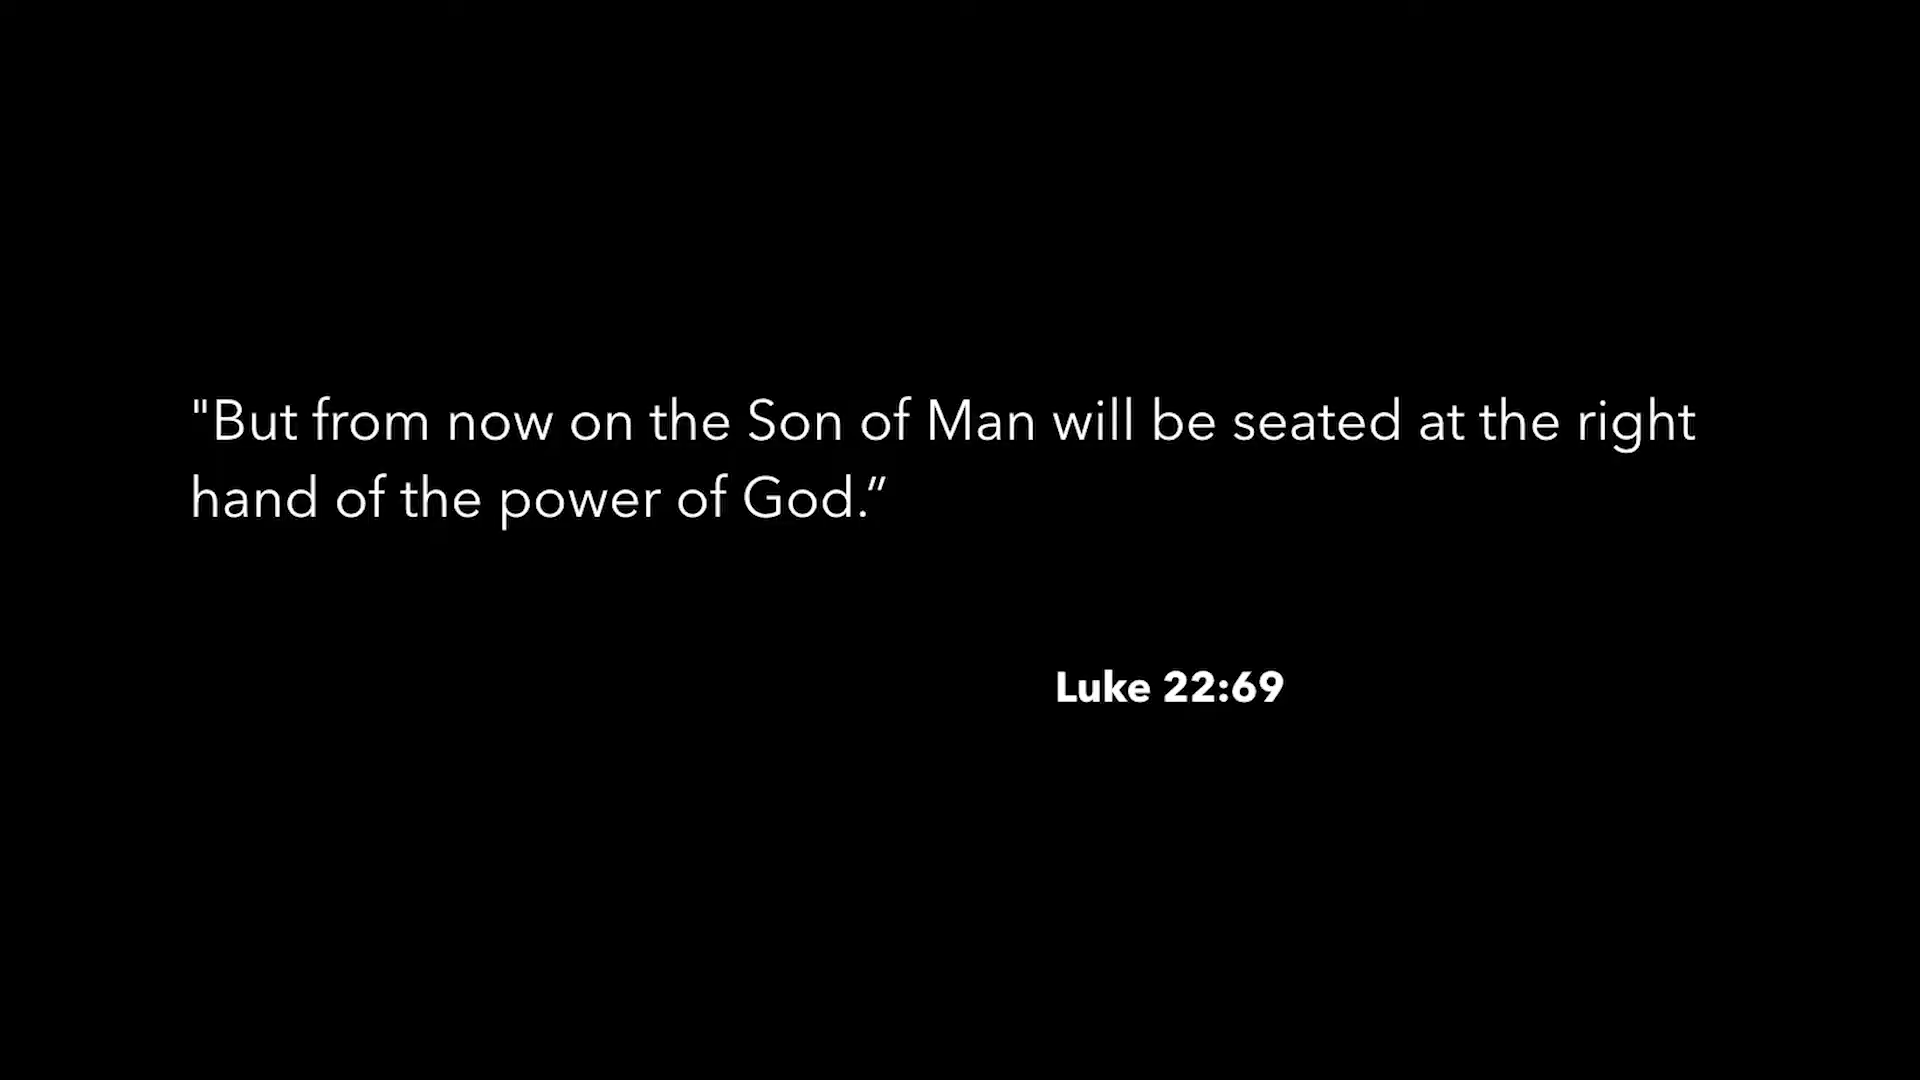 "But from now on the Son of Man will be seated at the right
hand of the power of God.”
Luke 22:69